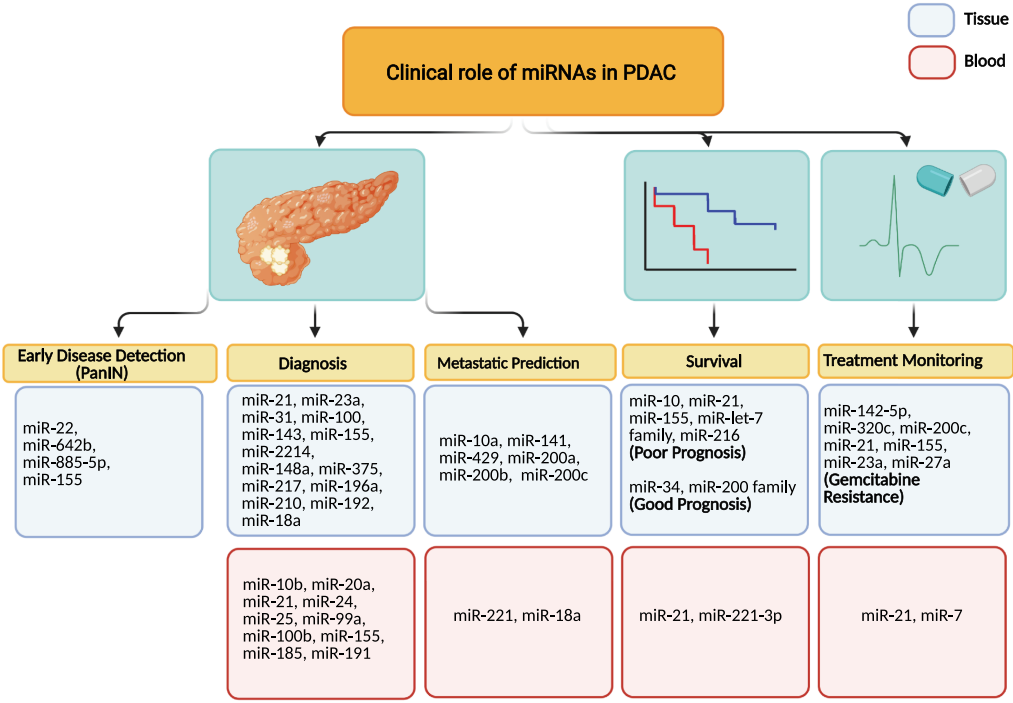 Tissue
Blood
Clinical role of miRNAs in PDAC
Early Disease Detection
(PanIN)
Diagnosis
Metastatic Prediction
Survival
Treatment Monitoring
miR-22,
miR-642b,
miR-885-5p,
miR-155
miR-21, miR-23a,
miR-31, miR-100,
miR-143, miR-155,
miR-2214,
miR-148a, miR-375,
miR-217, miR-196a,
miR-210, miR-192,
miR-18a
miR-10a, miR-141,
miR-429, miR-200a,
miR-200b, miR-200c
miR-10, miR-21,
miR-155, miR-let-7
family, miR-216
(Poor Prognosis)
miR-34, miR-200 family
(Good Prognosis)
miR-142-5p,
miR-320c, miR-200c,
miR-21, miR-155,
miR-23a, miR-27a
(Gemcitabine
Resistance)
miR-10b, miR-20a,
miR-21, miR-24,
miR-25, miR-99a,
miR-100b, miR-155,
miR-185, miR-191
miR-221, miR-18a
miR-21, miR-221-3p
miR-21, miR-7